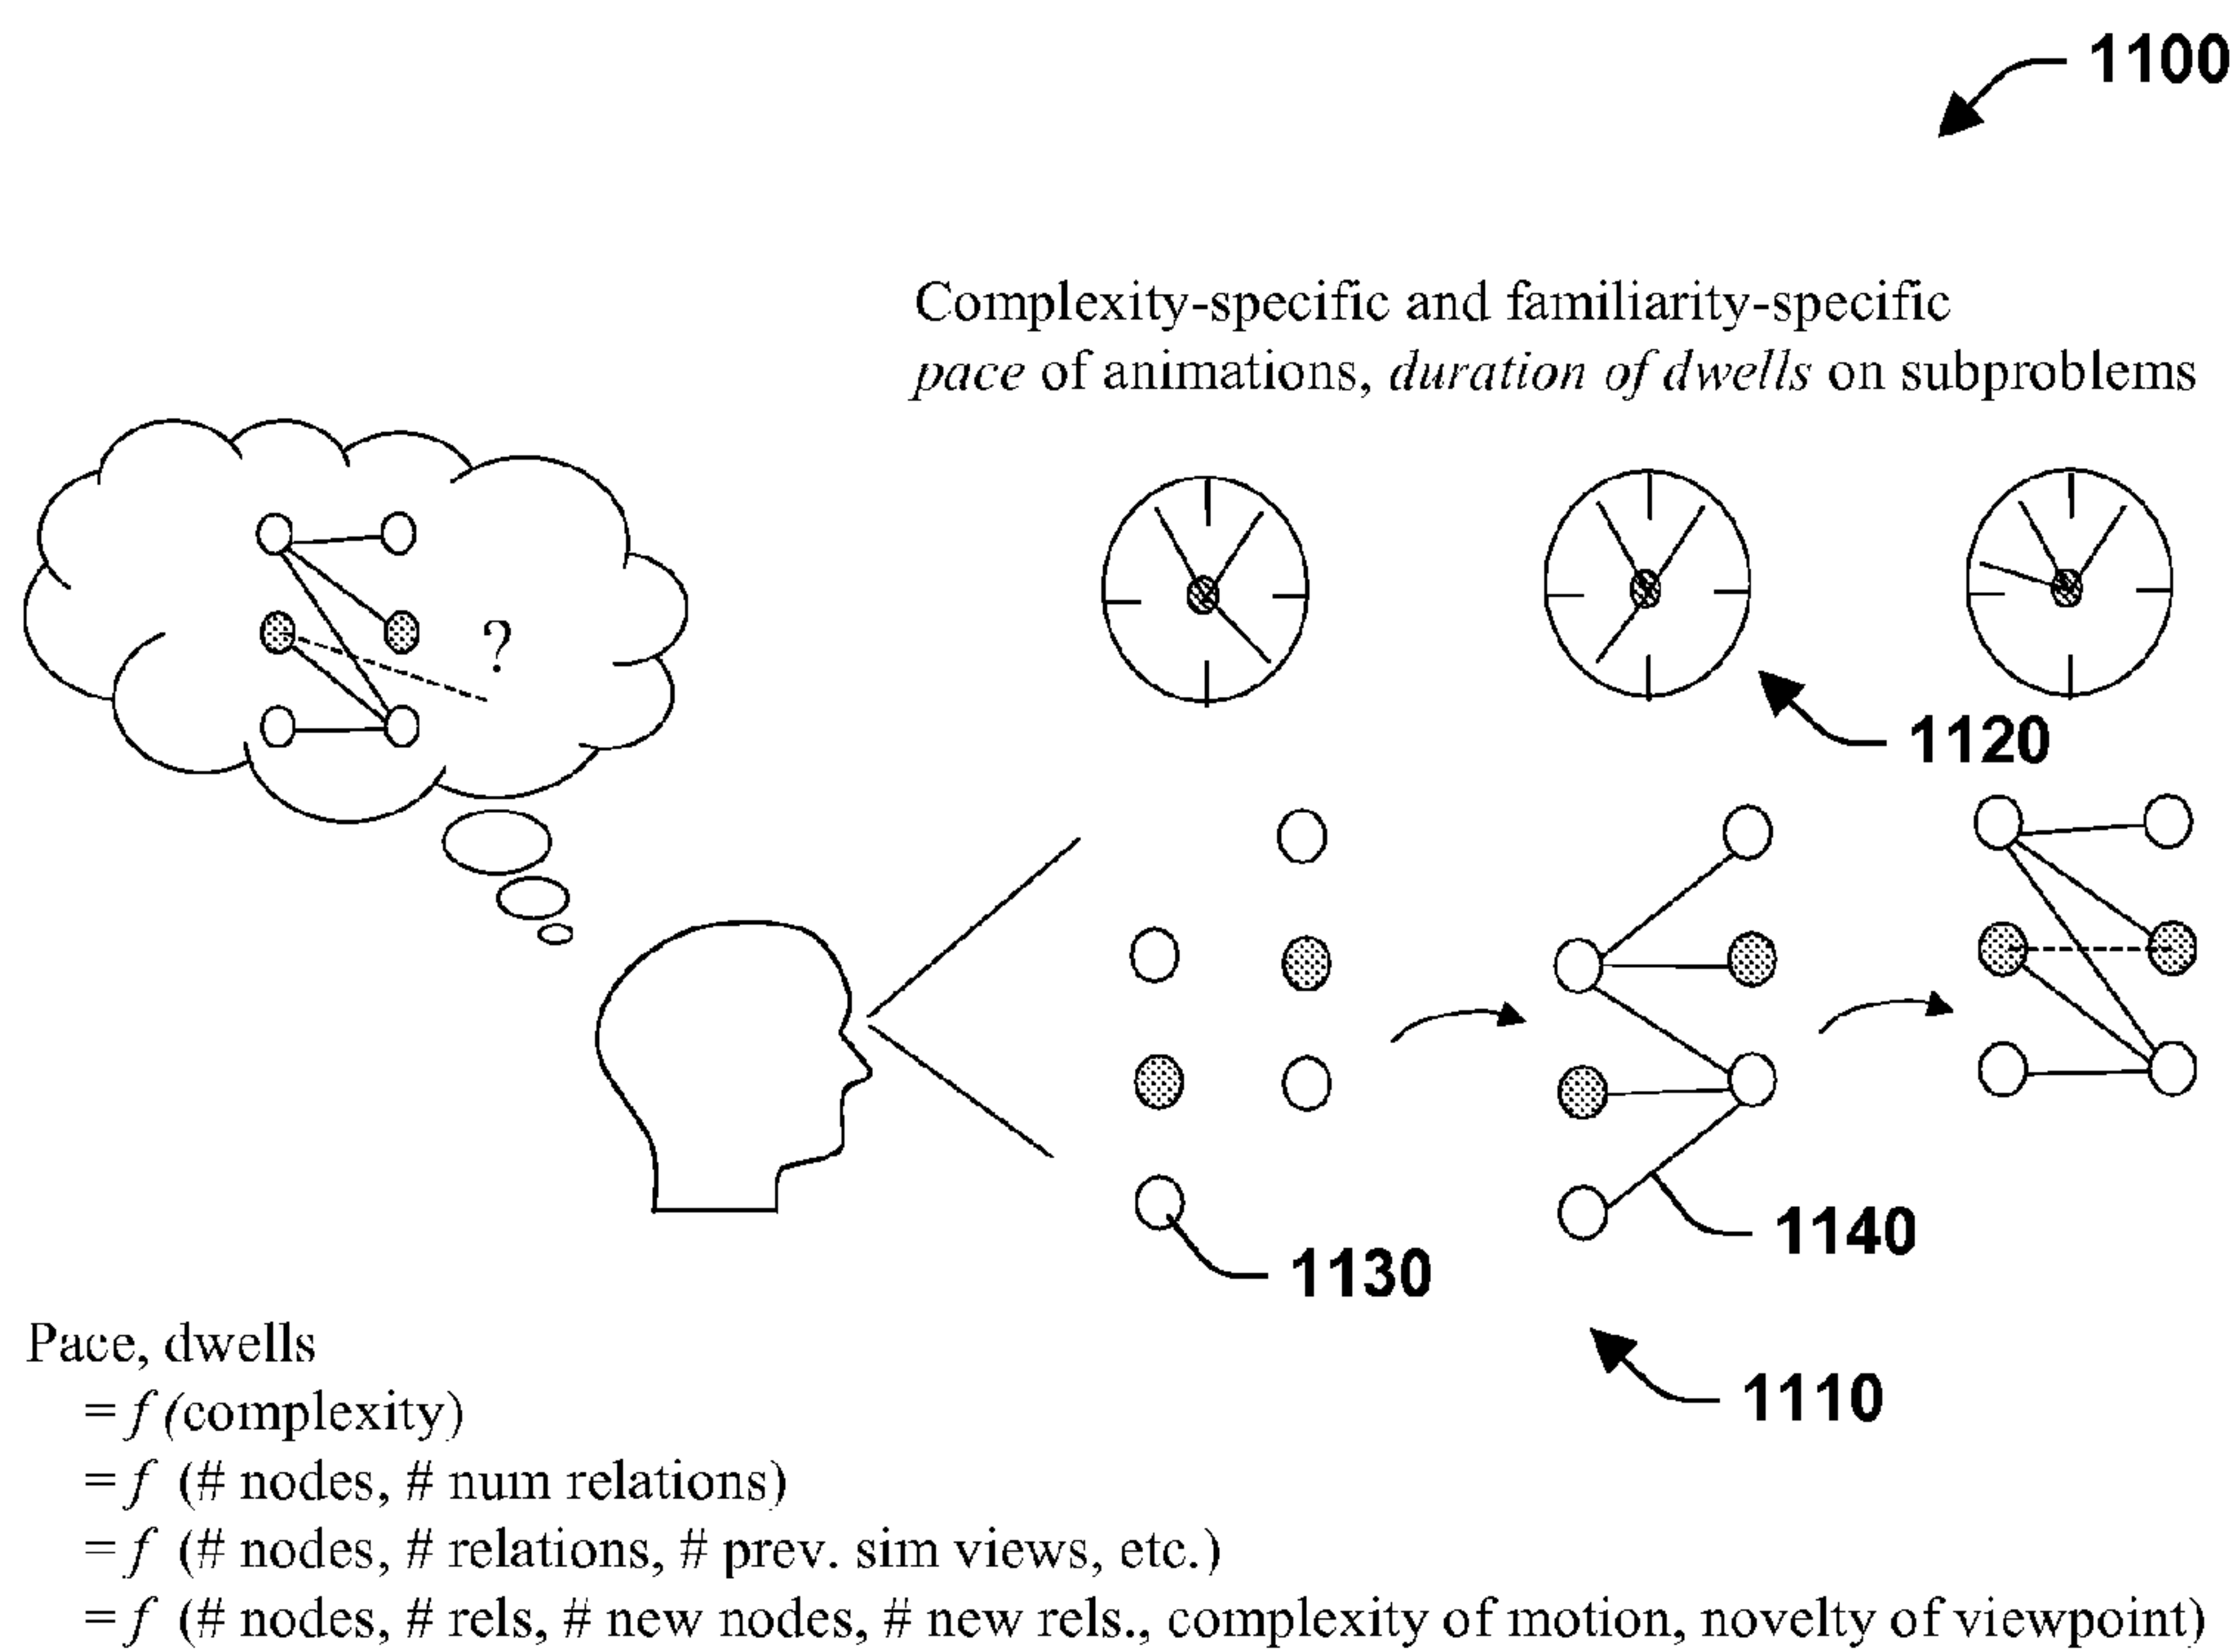 1100
Complexity-specific and familiarity-specific
pace of animations, duration of dwells on subproblems
?
1120
1140
1130
1110
Pace, dwells
= f (complexity)
= f (# nodes, # num relations)
= f (# nodes, # relations, # prev. sim views, etc.)
= f (# nodes, # rels, # new nodes, # new rels., complexity of motion, novelty of viewpoint)